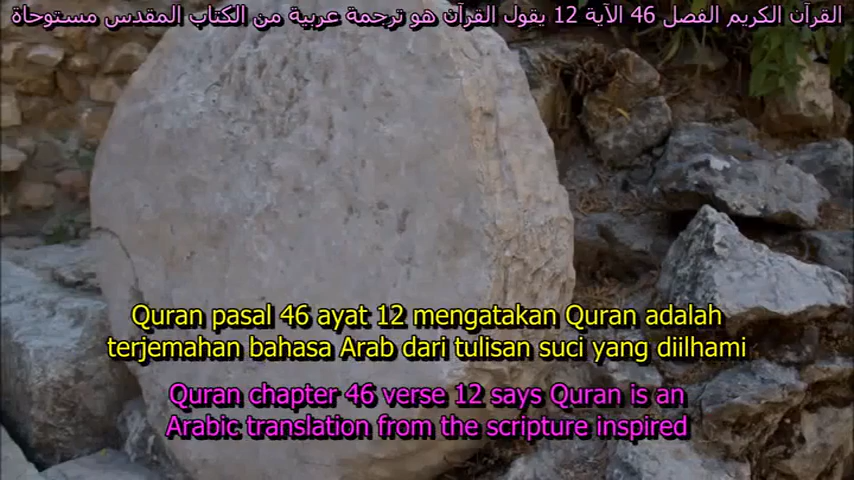 القرآن الكريم الفصل 46 الآية 12 يقول القرآن هو ترجمة عربية من الكتاب المقدس مستوحاة
Quran pasal 46 ayat 12 mengatakan Quran adalah
terjemahan bahasa Arab dari tulisan suci yang diilhami
Quran chapter 46 verse 12 says Quran is an
Arabic translation from the scripture inspired